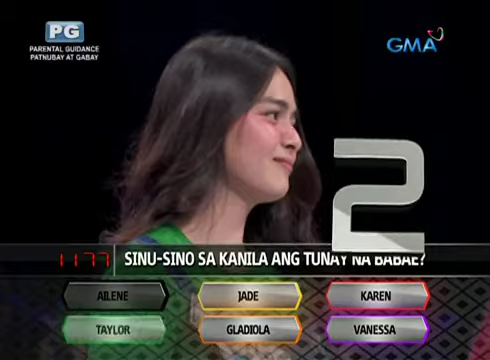 PG
PARENTAL GUIDANCE
PATNUBAY AT GABAY
GMA
2
1177
SINU-SINO SA KANILA ANG TUNAY NA BABAE?
AILENE
JADE
KAREN
TAYLOR
GLADIOLA
VANESSA